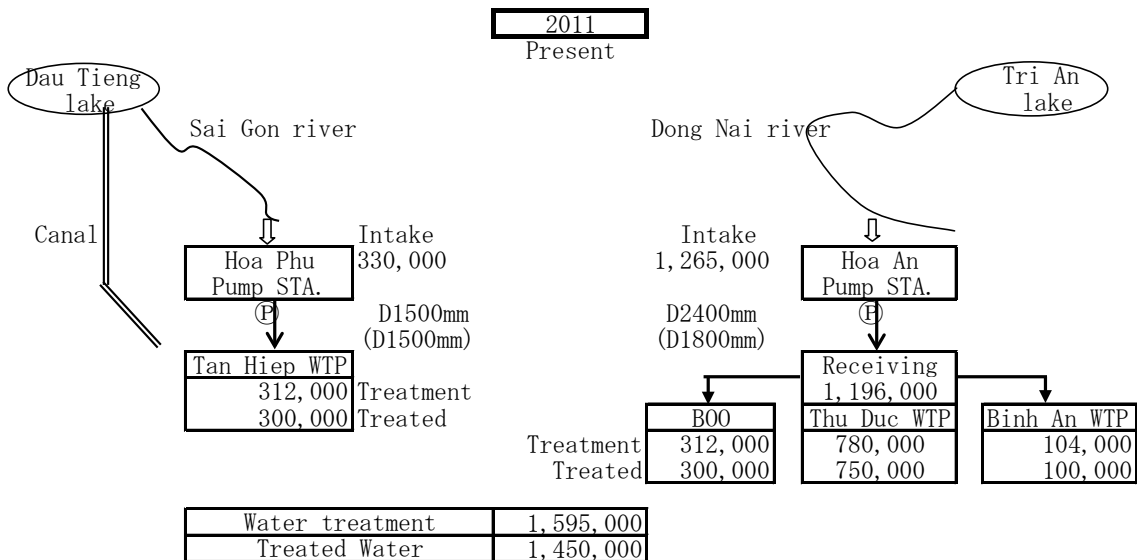 2011
Present
Dau Tieng
lake
Tri An
lake
Sai Gon river
Dong Nai river
Canal
Intake
330,000
Hoa Phu
Pump STA.
Ⓟ
D1500mm
(D1500mm)
Tan Hiep WTP
312,000 Treatment
300,000 Treated
Intake
1,265,000
Hoa An
Pump STA.
Ⓟ
D2400mm
(D1800mm)
Receiving
1,196,000
BOO Thu Duc WTP Binh An WTP
Treatment 312,000 780,000 104,000
Treated 300,000 750,000 100,000
Water treatment 1,595,000
Treated Water 1,450,000